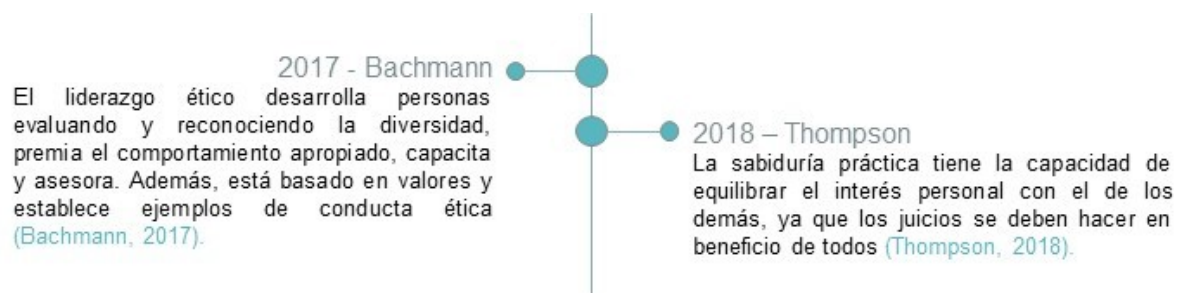 2017 - Bachmann
El liderazgo ético desarrolla personas
evaluando y reconociendo la diversidad,
premia el comportamiento apropiado, capacita
y asesora. Además, está basado en valores y
establece ejemplos de conducta ética
(Bachmann, 2017).
2018 – Thompson
La sabiduría práctica tiene la capacidad de
equilibrar el interés personal con el de los
demás, ya que los juicios se deben hacer en
beneficio de todos (Thompson, 2018).